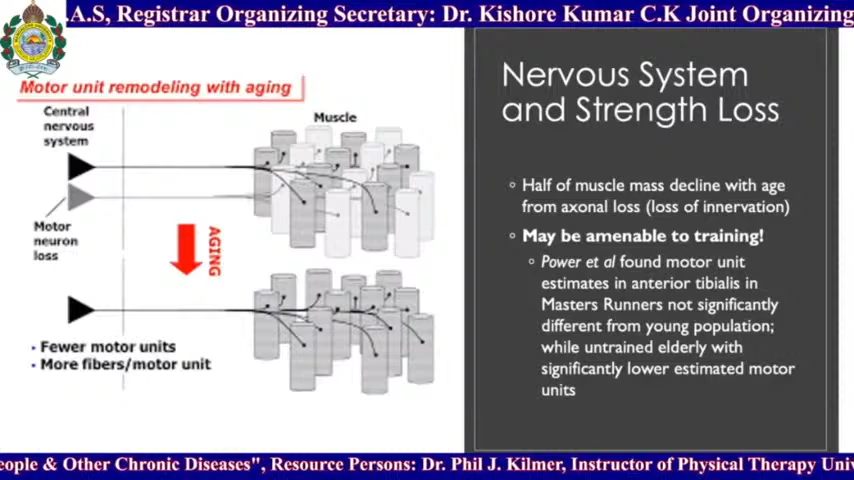 .A.S, Registrar Organizing Secretary: Dr. Kishore Kumar C.K Joint Organizing
Motor unit remodeling with aging
Central
nervous
system
Muscle
Motor
neuron
loss
AGING
• Fewer motor units
• More fibers/motor unit
Nervous System
and Strength Loss
◦ Half of muscle mass decline with age
from axonal loss (loss of innervation)
◦ May be amenable to training!
◦ Power et al found motor unit
estimates in anterior tibialis in
Masters Runners not significantly
different from young population;
while untrained elderly with
significantly lower estimated motor
units
eople & Other Chronic Diseases", Resource Persons: Dr. Phil J. Kilmer, Instructor of Physical Therapy Univ